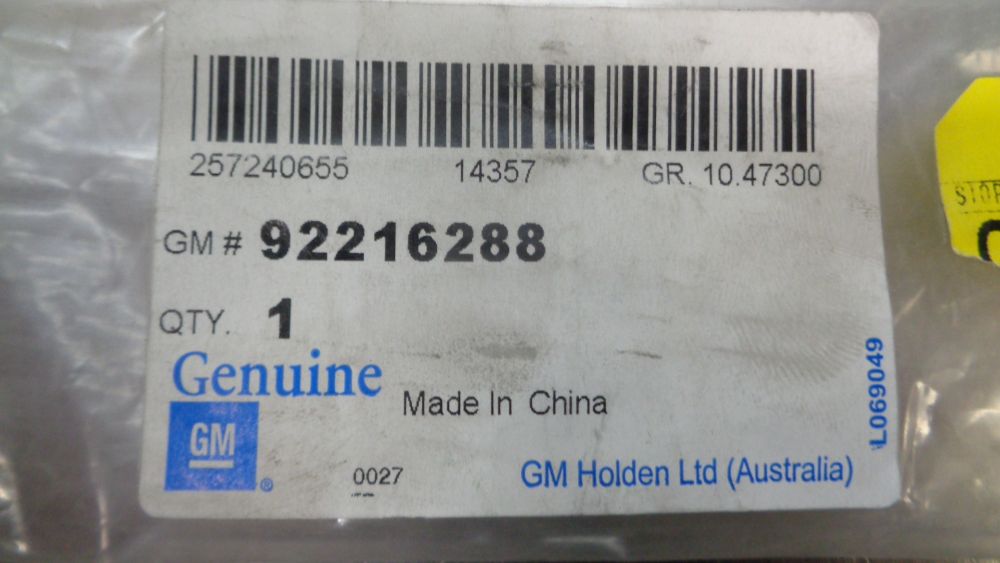 257240655 14357 GR. 10.47300
GM # 92216288
QTY. 1
Genuine
Made In China
GM
®
0027
GM Holden Ltd (Australia)
L069049